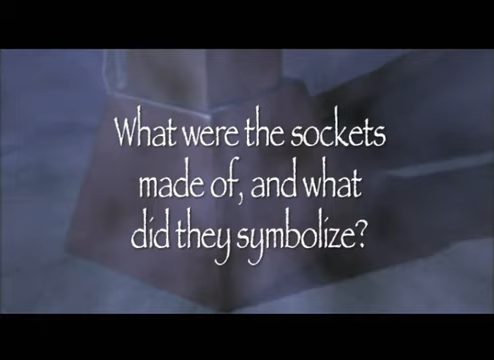 What were the sockets
made of, and what
did they symbolize?